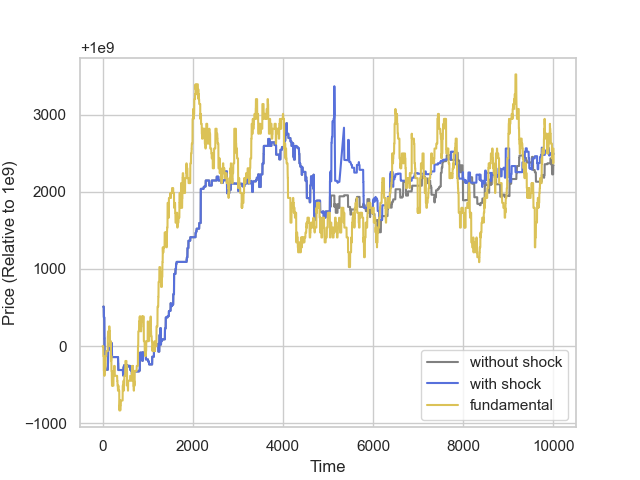 +1e9
3000
2000
1000
0
−1000
Price (Relative to 1e9)
0 2000 4000 6000 8000 10000
Time
without shock
with shock
fundamental